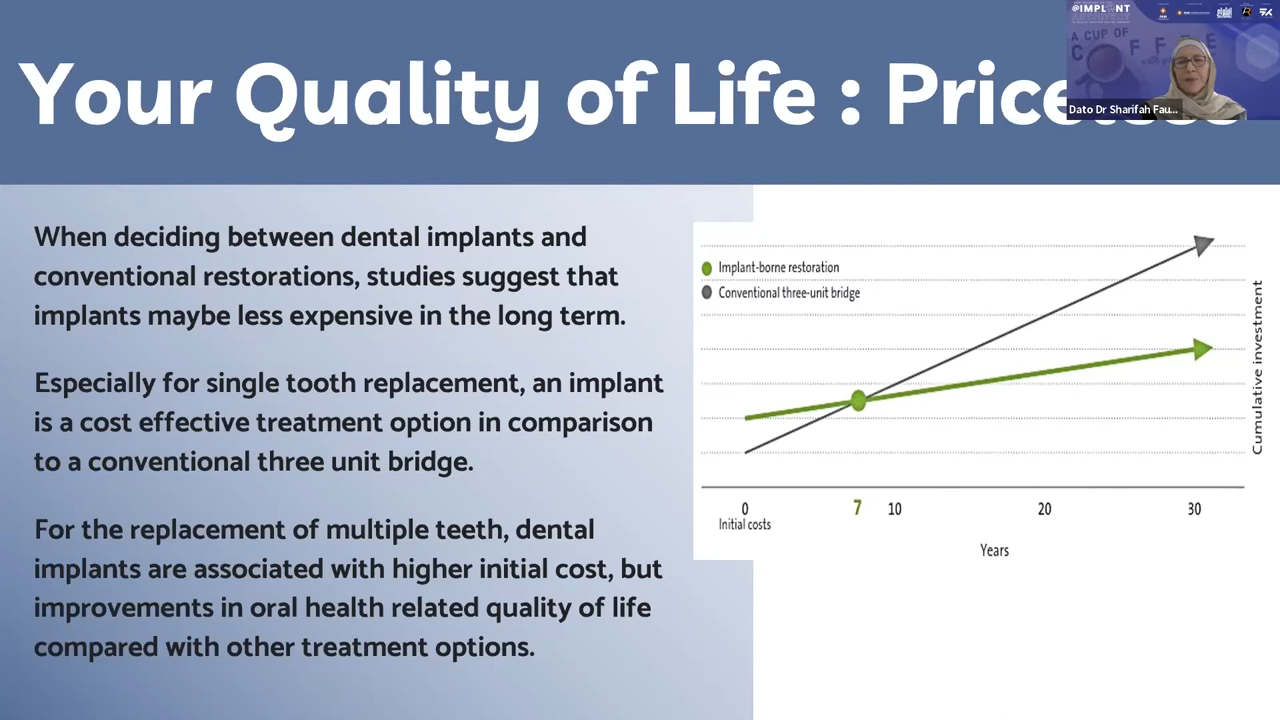 Your Quality of Life :
@IMPLANT
A CUP OF
Dato Dr Sharifah Fau...
When deciding between dental implants and
conventional restorations, studies suggest that
implants maybe less expensive in the long term.
Especially for single tooth replacement, an implant
is a cost effective treatment option in comparison
to a conventional three unit bridge.
For the replacement of multiple teeth, dental
implants are associated with higher initial cost, but
improvements in oral health related quality of life
compared with other treatment options.
Implant-borne restoration
Conventional three-unit bridge
Cumulative investment
0 7 10 20 30
Initial costs
Years